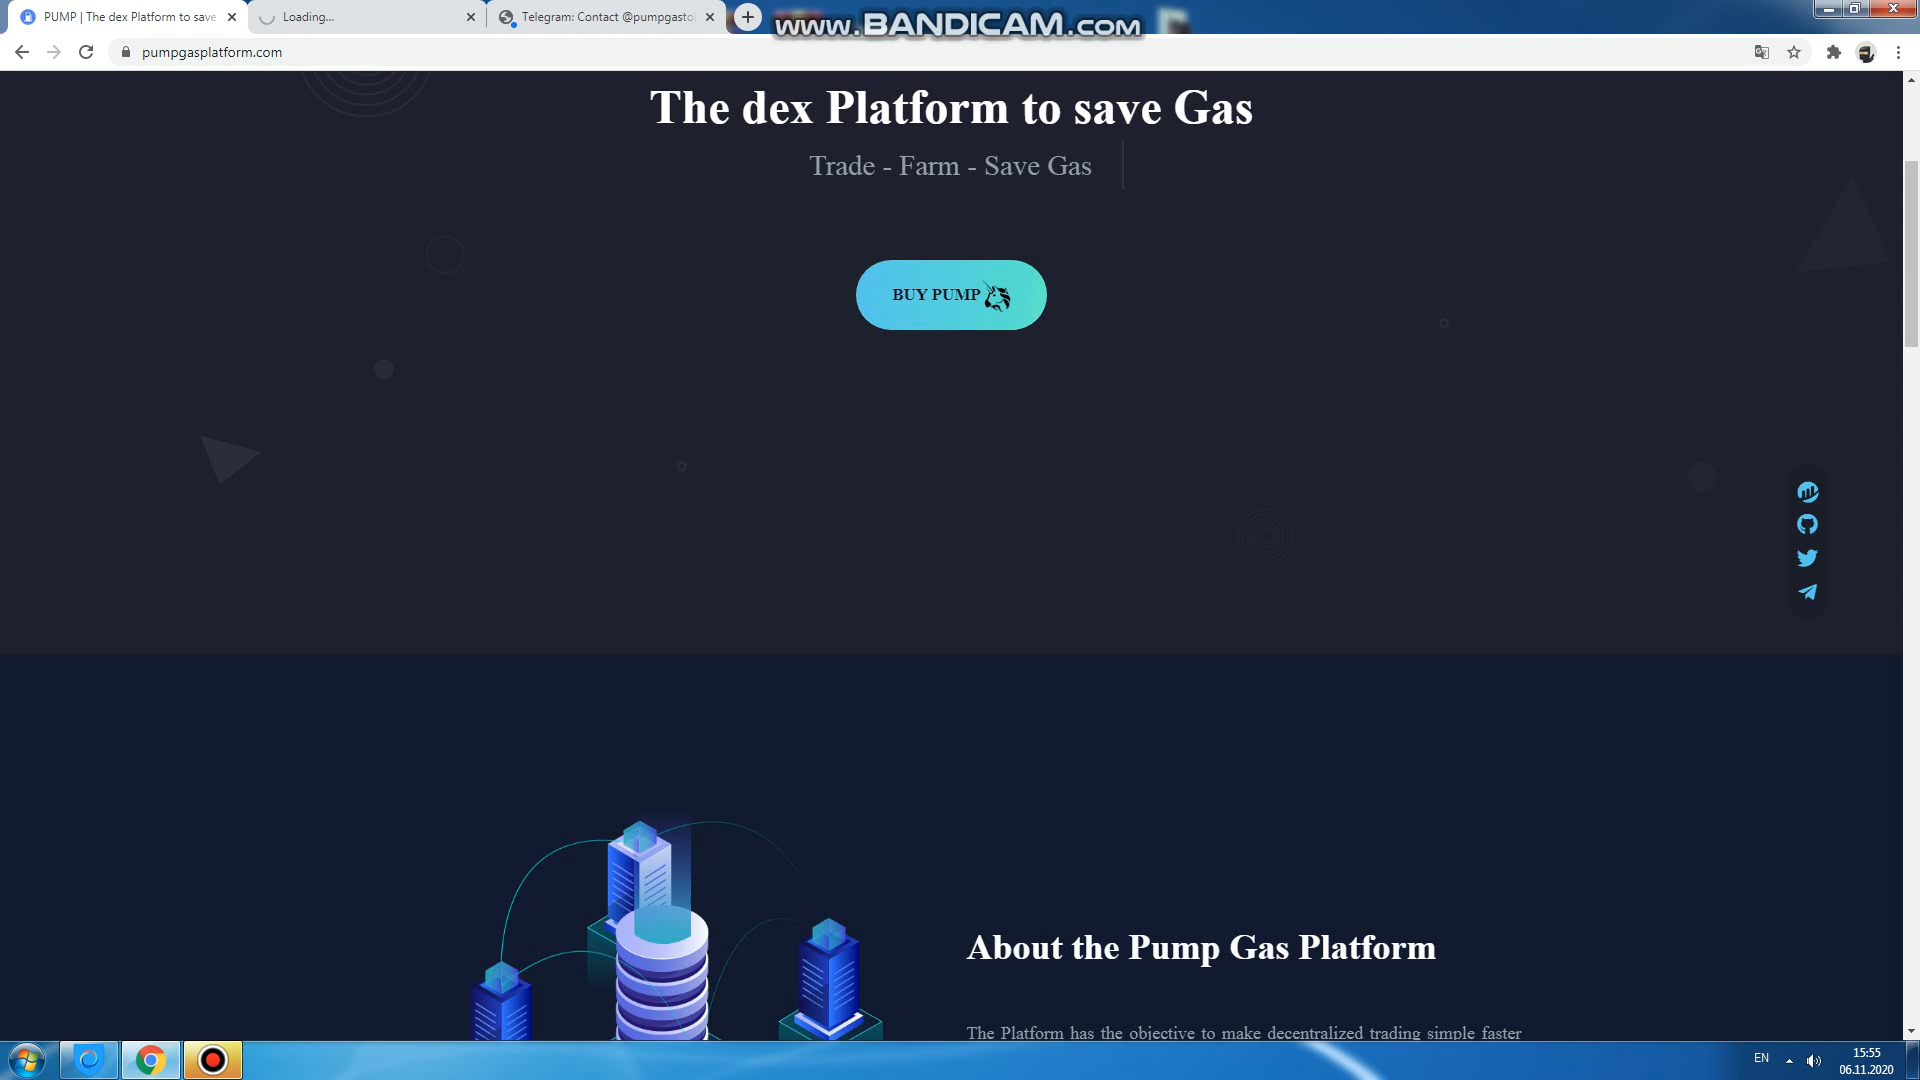 PUMP | The dex Platform to save
Loading...
Telegram: Contact @pumpgasto
www.BANDICAM.com
pumpgasplatform.com
The dex Platform to save Gas
Trade - Farm - Save Gas
BUY PUMP
About the Pump Gas Platform
The Platform has the objective to make decentralized trading simple faster
EN
15:55
06.11.2020